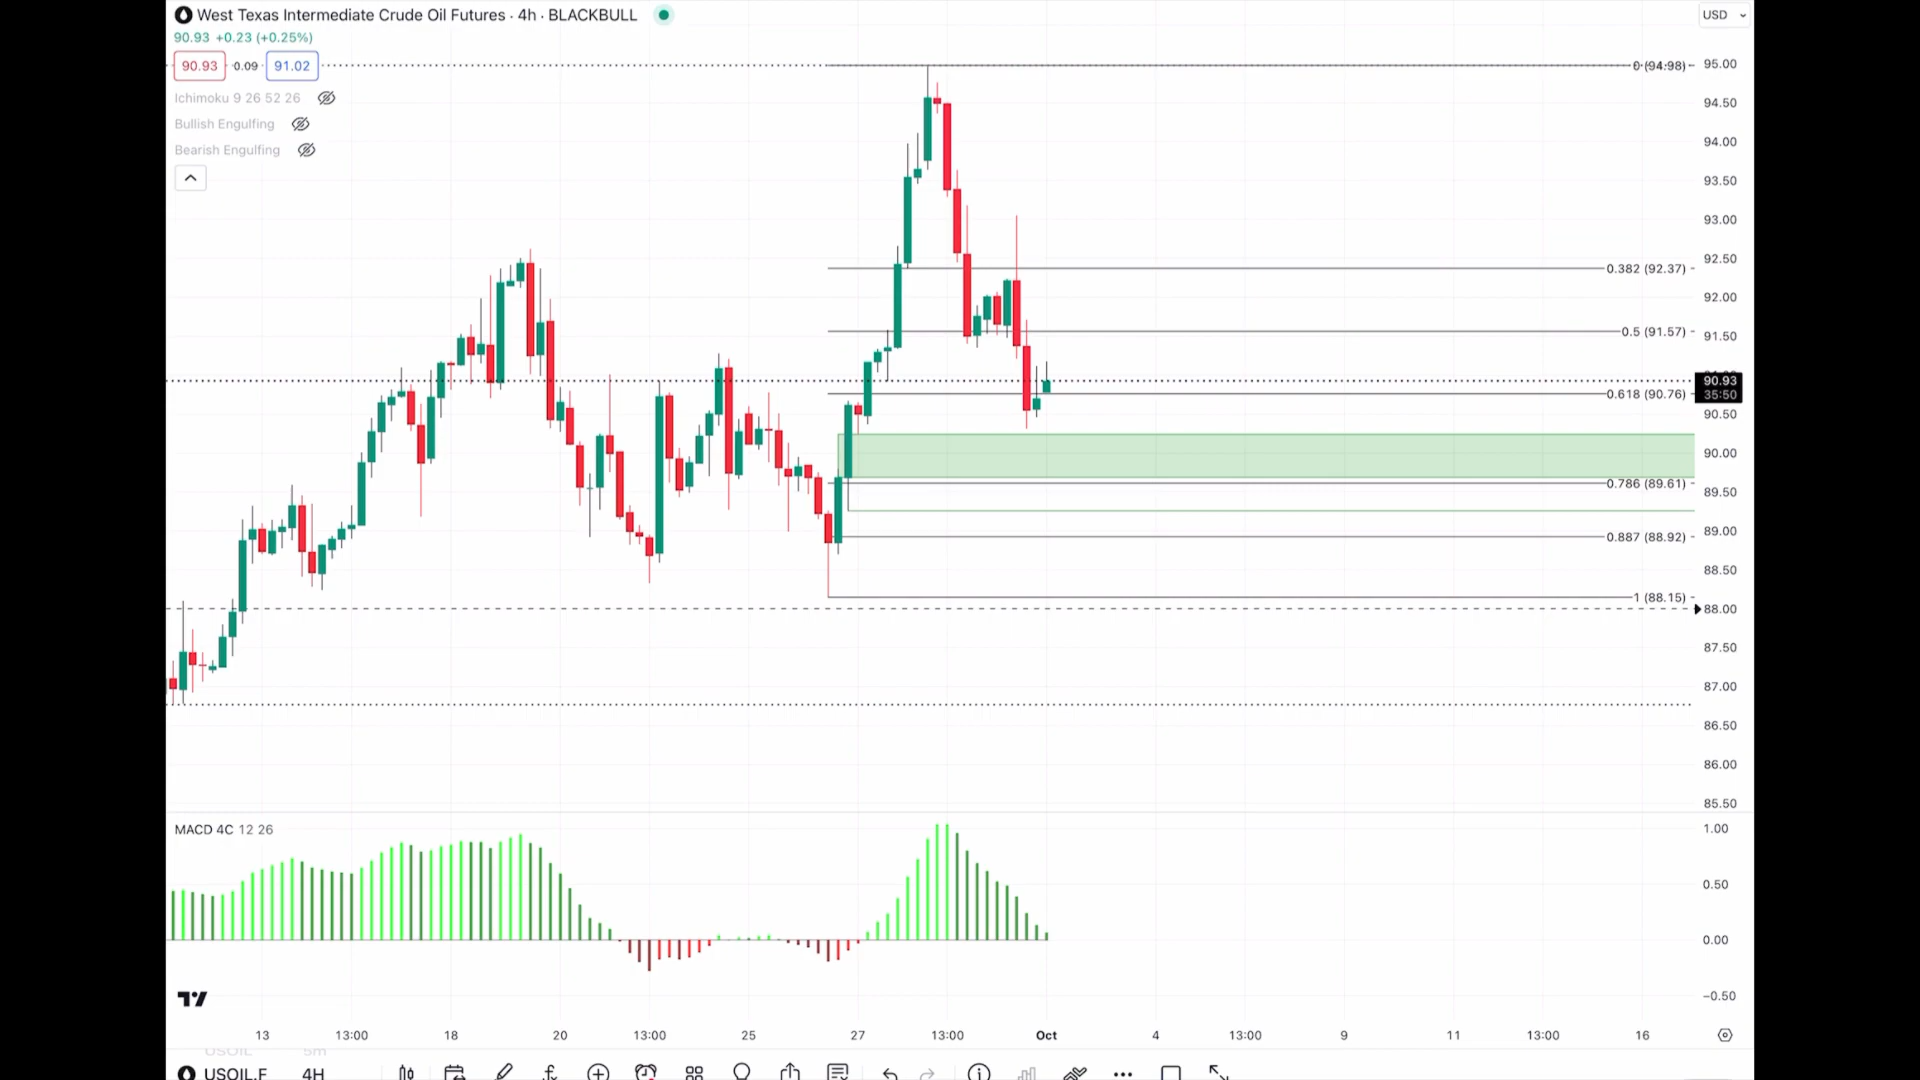 West Texas Intermediate Crude Oil Futures · 4h · BLACKBULL
USD
90.93 +0.23 (+0.25%)
90.93 0.09 91.02
Ichimoku 9 26 52 26
Bullish Engulfing
Bearish Engulfing
0 (94.98)
0.382 (92.37)
0.5 (91.57)
0.618 (90.76)
0.786 (89.61)
0.887 (88.92)
1 (88.15)
95.00
94.50
94.00
93.50
93.00
92.50
92.00
91.50
90.93
35:50
90.50
90.00
89.50
89.00
88.50
88.00
87.50
87.00
86.50
86.00
85.50
MACD 4C 12 26
1.00
0.50
0.00
−0.50
13 13:00 18 20 13:00 25 27 13:00 Oct 4 13:00 9 11 13:00 16
USOIL 5m
USOIL.F 4H